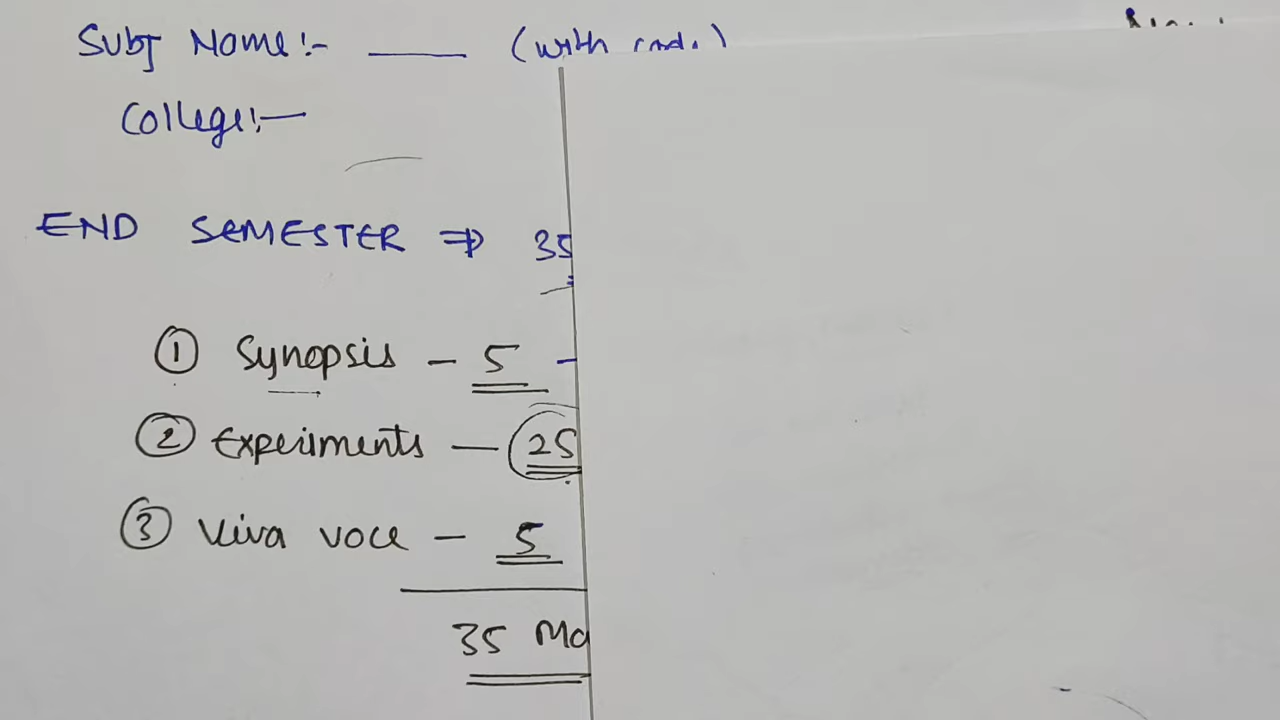 Subj Name:- ____ (with code)
College:-
END SEMESTER ⇒ 35
① Synopsis - 5 -
② Experiments - 25
③ Viva voce - 5
35 Ma